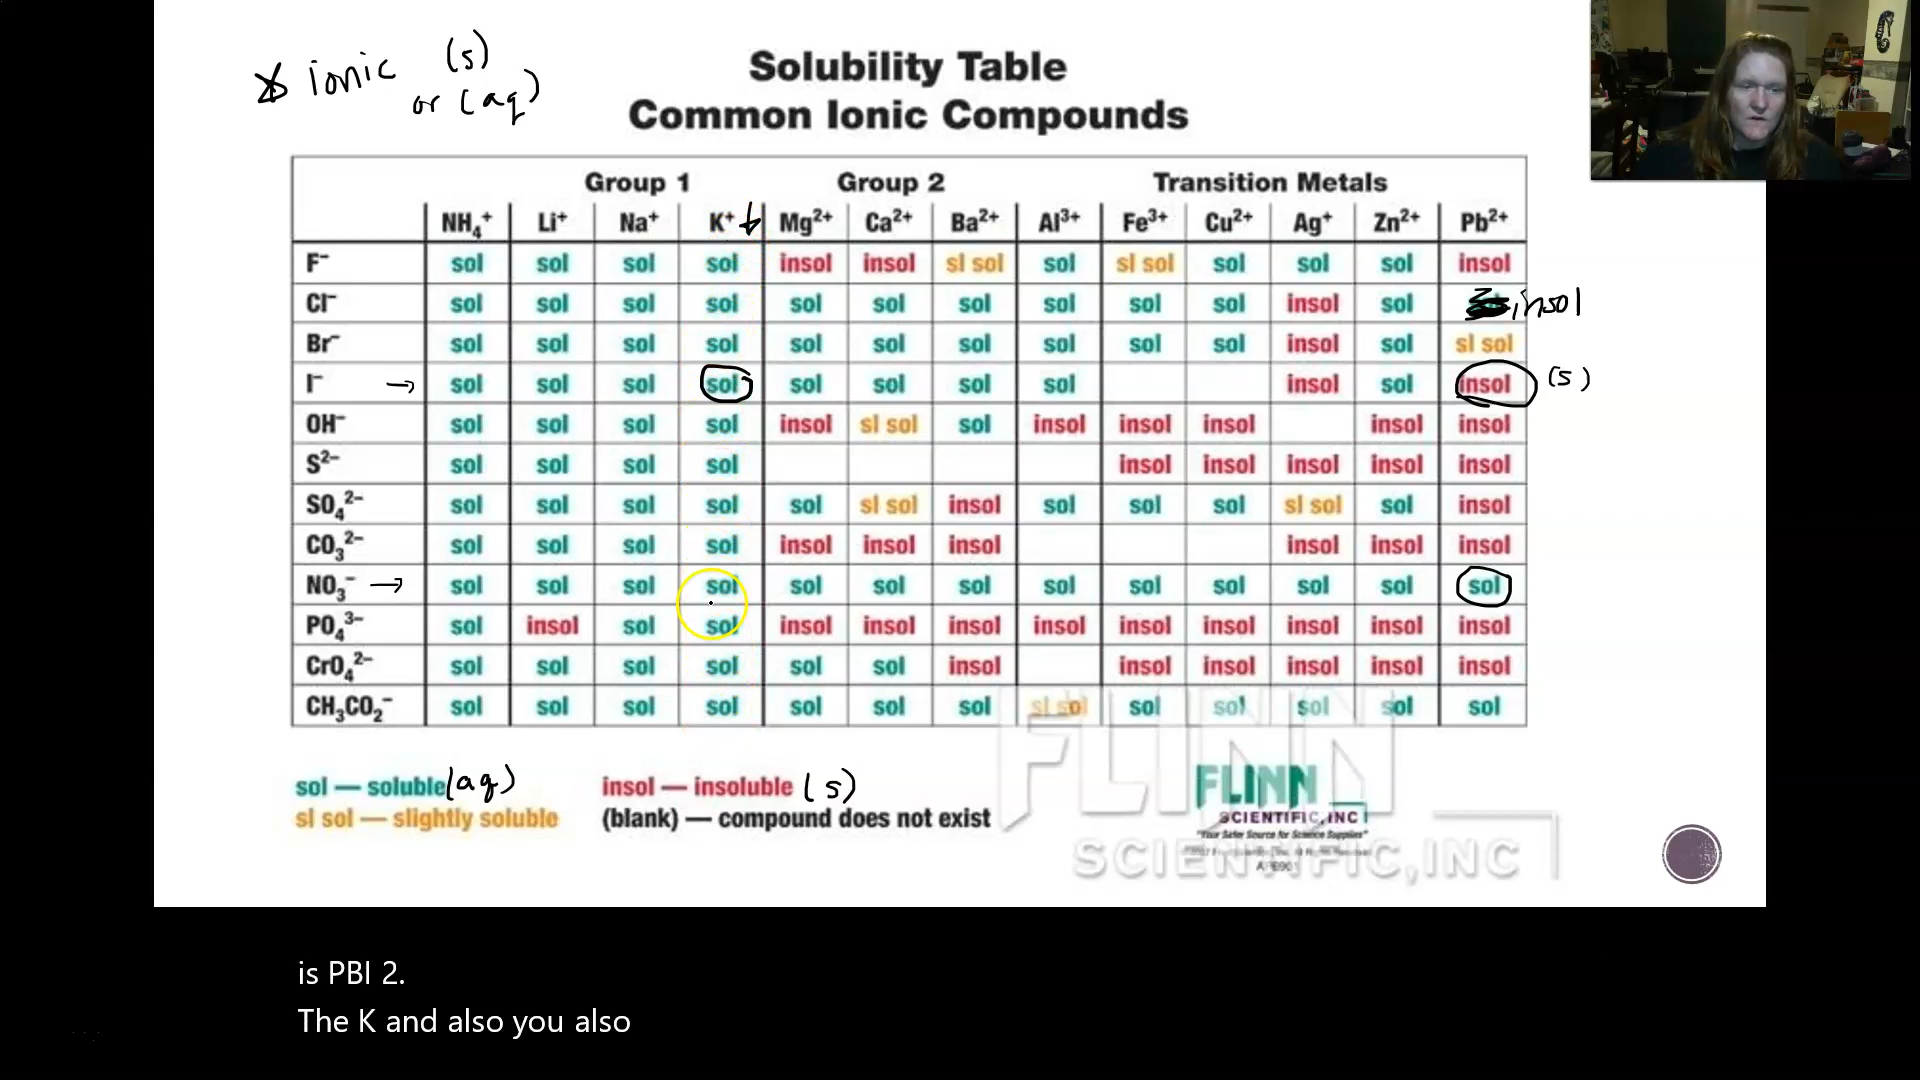 ionic (s)
or (aq)
Solubility Table
Common Ionic Compounds
Group 1 Group 2 Transition Metals
NH₄⁺ Li⁺ Na⁺ K⁺ Mg²⁺ Ca²⁺ Ba²⁺ Al³⁺ Fe³⁺ Cu²⁺ Ag⁺ Zn²⁺ Pb²⁺
F⁻ sol sol sol sol insol insol sl sol sol sl sol sol sol sol insol
Cl⁻ sol sol sol sol sol sol sol sol sol sol insol sol insol
Br⁻ sol sol sol sol sol sol sol sol sol sol insol sol sl sol
I⁻ → sol sol sol sol sol sol sol sol insol sol insol (s)
OH⁻ sol sol sol sol insol sl sol sol insol insol insol insol insol
S²⁻ sol sol sol sol insol insol insol insol insol
SO₄²⁻ sol sol sol sol sol sl sol insol sol sol sol sl sol sol insol
CO₃²⁻ sol sol sol sol insol insol insol insol insol insol
NO₃⁻ → sol sol sol sol sol sol sol sol sol sol sol sol sol
PO₄³⁻ sol insol sol sol insol insol insol insol insol insol insol insol insol
CrO₄²⁻ sol sol sol sol sol sol insol insol insol insol insol insol
CH₃CO₂⁻ sol sol sol sol sol sol sol sl sol sol sol sol sol sol
sol — soluble (aq) insol — insoluble (s)
sl sol — slightly soluble (blank) — compound does not exist
FLINN
SCIENTIFIC, INC
"Your Safer Source for Science Supplies"
FLINN
SCIENTIFIC, INC
is PBI 2.
The K and also you also